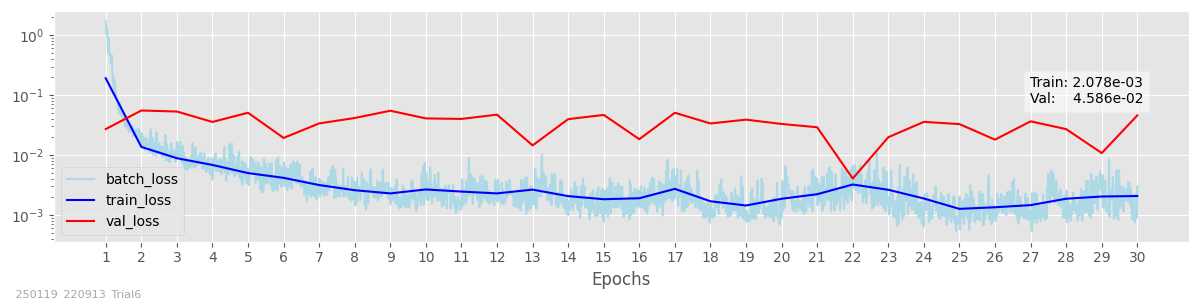 10⁰
10⁻¹
10⁻²
10⁻³
Train: 2.078e-03
Val: 4.586e-02
batch_loss
train_loss
val_loss
1 2 3 4 5 6 7 8 9 10 11 12 13 14 15 16 17 18 19 20 21 22 23 24 25 26 27 28 29 30
Epochs
250119_220913_Trial6